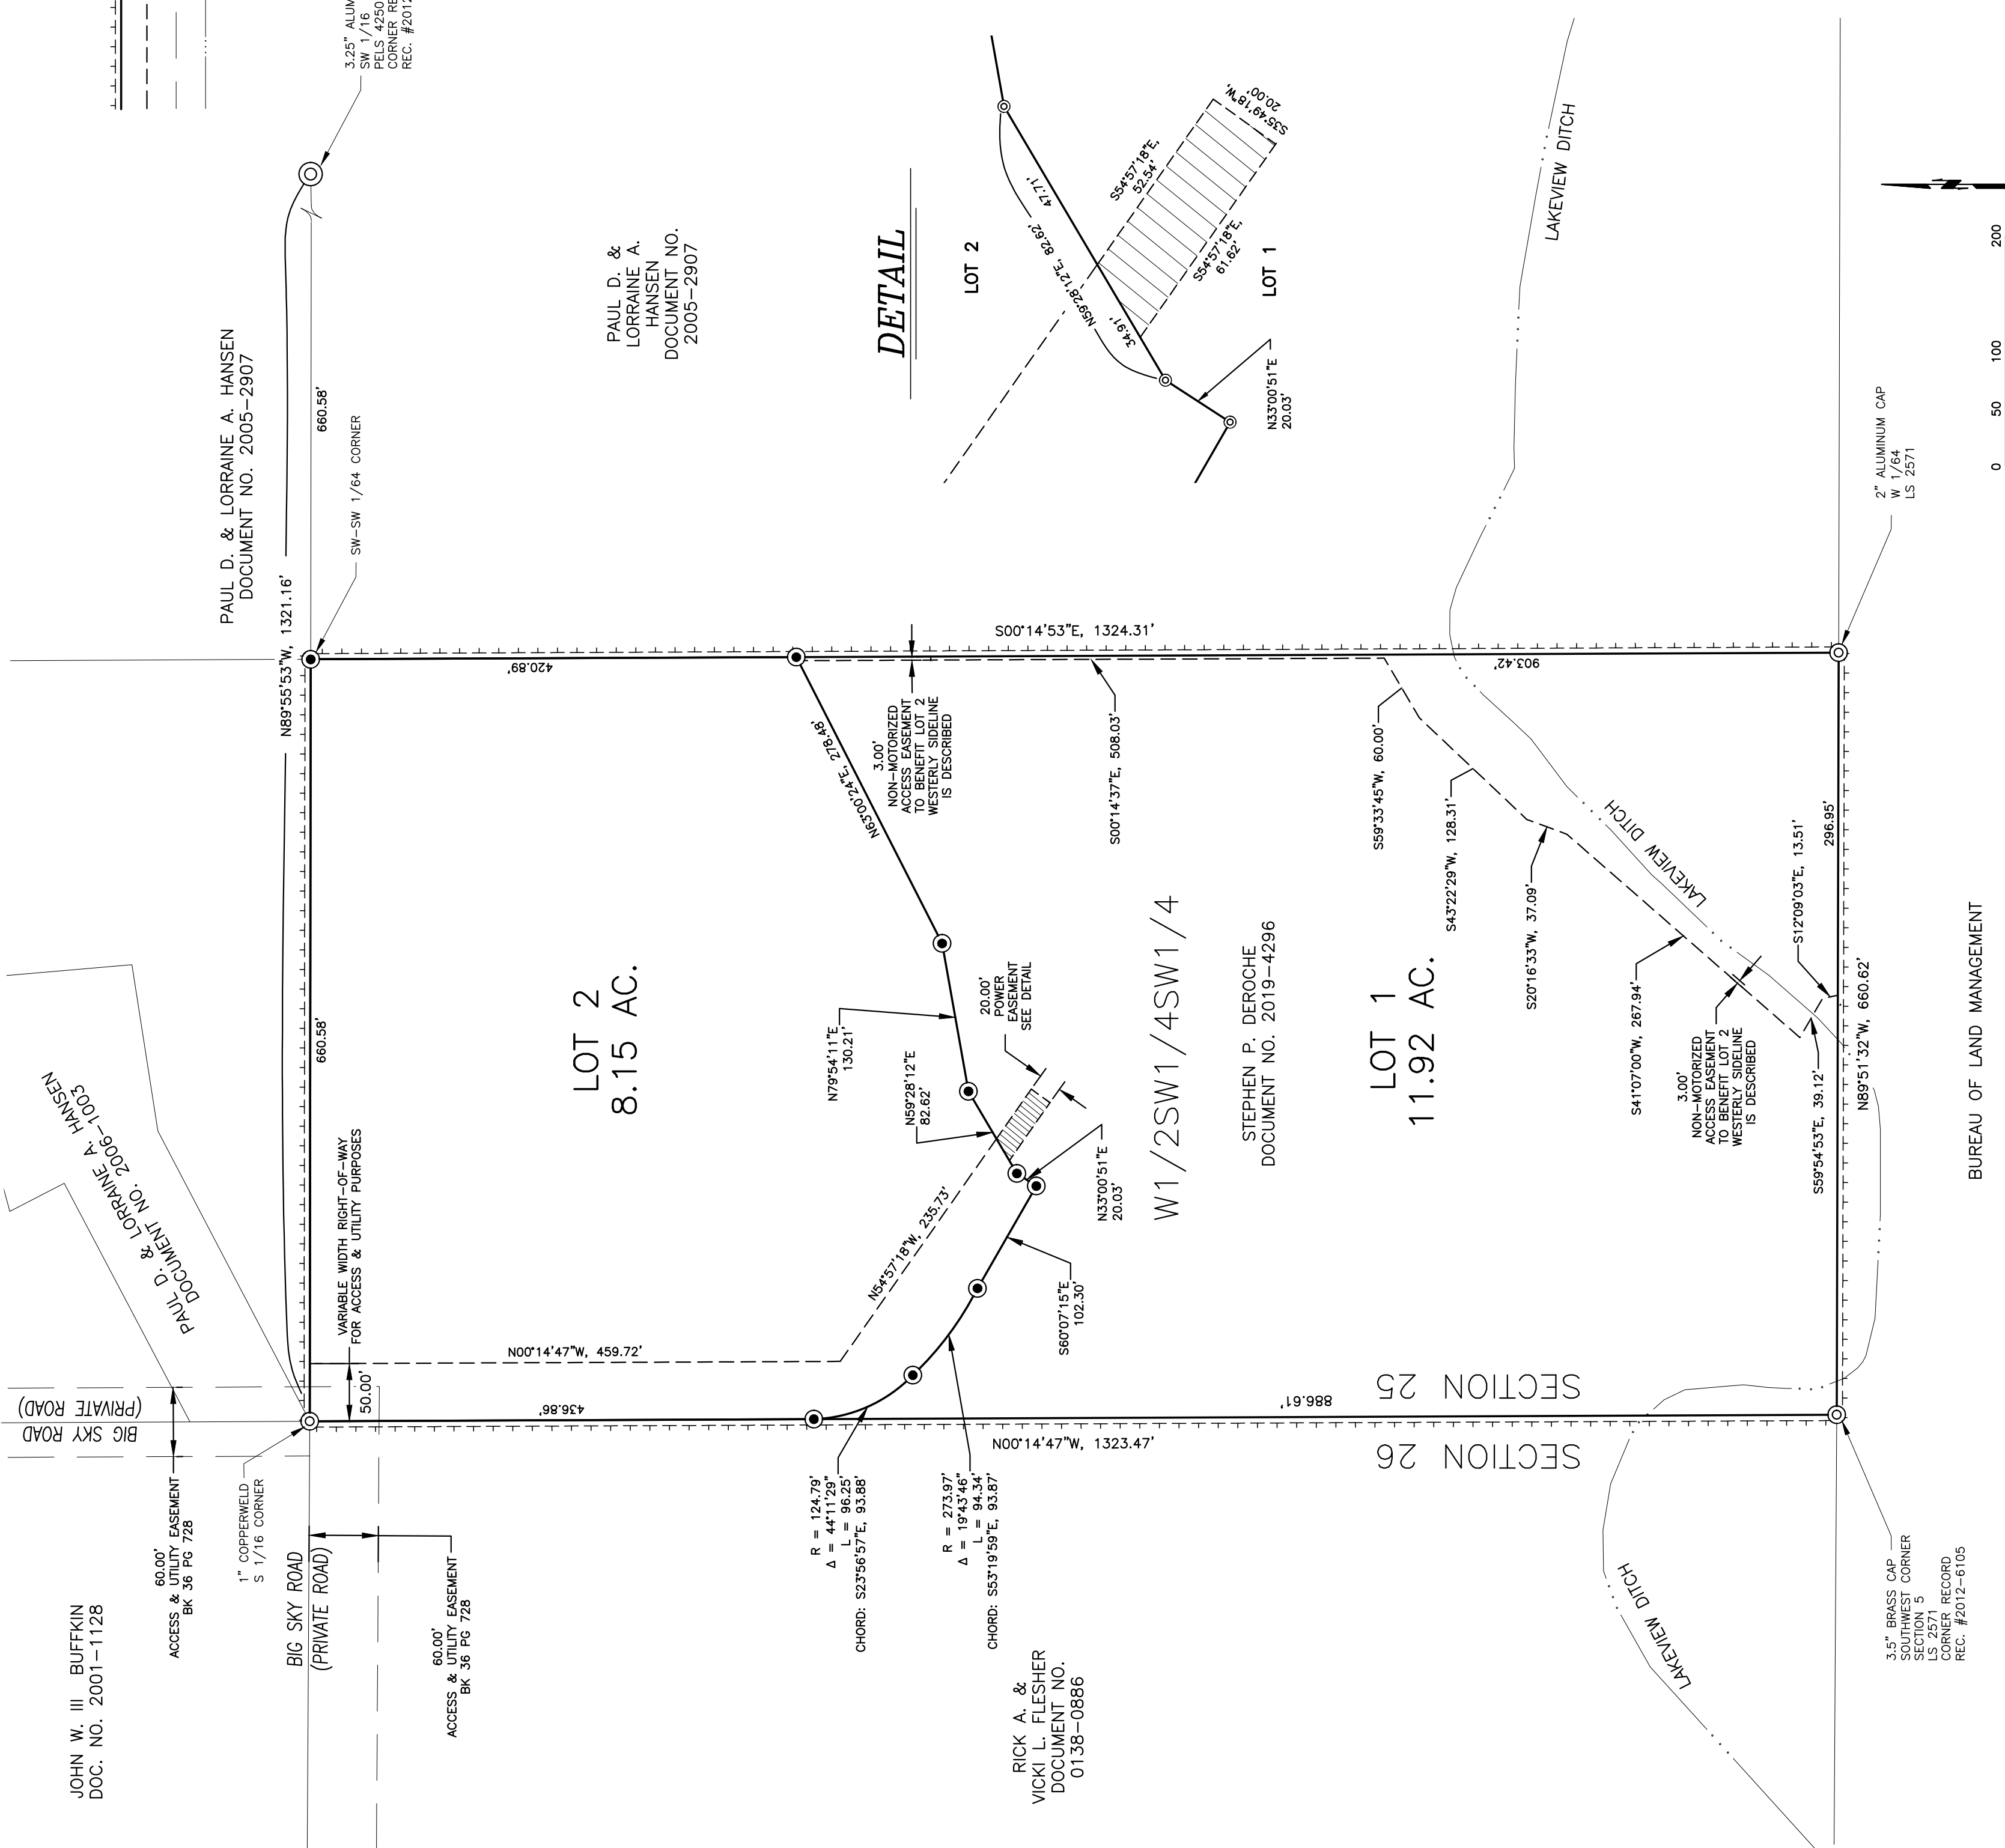 JOHN W. III BUFFKIN
DOC. NO. 2001-1128
60.00'
ACCESS & UTILITY EASEMENT
BK 36 PG 728
1" COPPERWELD
S 1/16 CORNER
BIG SKY ROAD
(PRIVATE ROAD)
60.00'
ACCESS & UTILITY EASEMENT
BK 36 PG 728
BIG SKY ROAD
(PRIVATE ROAD)
PAUL D. & LORRAINE A. HANSEN
DOCUMENT NO. 2006-1003
VARIABLE WIDTH RIGHT-OF-WAY
FOR ACCESS & UTILITY PURPOSES
50.00'
660.58'
N89°55'53"W, 1321.16'
PAUL D. & LORRAINE A. HANSEN
DOCUMENT NO. 2005-2907
660.58'
SW-SW 1/64 CORNER
3.25" ALUM
SW 1/16
PELS 4250
CORNER RE
REC. #2012
LOT 2
8.15 AC.
N00°14'47"W, 459.72'
436.86'
420.89'
S00°14'53"E, 1324.31'
N63°00'24"E, 278.48'
3.00'
NON-MOTORIZED
ACCESS EASEMENT
TO BENEFIT LOT 2
WESTERLY SIDELINE
IS DESCRIBED
N79°54'11"E
130.21'
N59°28'12"E
82.62'
20.00'
POWER
EASEMENT
SEE DETAIL
N54°57'18"W, 235.73'
N33°00'51"E
20.03'
S60°07'15"E
102.30'
R = 124.79'
Δ = 44°11'29"
L = 96.25'
CHORD: S23°56'57"E, 93.88'
R = 273.97'
Δ = 19°43'46"
L = 94.34'
CHORD: S53°19'59"E, 93.87'
N00°14'47"W, 1323.47'
886.61'
SECTION 25
SECTION 26
RICK A. &
VICKI L. FLESHER
DOCUMENT NO.
0138-0886
W1/2SW1/4SW1/4
STEPHEN P. DEROCHE
DOCUMENT NO. 2019-4296
LOT 1
11.92 AC.
S00°14'37"E, 508.03'
903.42'
S59°33'45"W, 60.00'
S43°22'29"W, 128.31'
S20°16'33"W, 37.09'
S41°07'00"W, 267.94'
3.00'
NON-MOTORIZED
ACCESS EASEMENT
TO BENEFIT LOT 2
WESTERLY SIDELINE
IS DESCRIBED
S59°54'53"E, 39.12'
S12°09'03"E, 13.51'
296.95'
N89°51'32"W, 660.62'
LAKEVIEW DITCH
LAKEVIEW DITCH
LAKEVIEW DITCH
BUREAU OF LAND MANAGEMENT
3.5" BRASS CAP
SOUTHWEST CORNER
SECTION 5
LS 2571
CORNER RECORD
REC. #2012-6105
2" ALUMINUM CAP
W 1/64
LS 2571
PAUL D. &
LORRAINE A.
HANSEN
DOCUMENT NO.
2005-2907
DETAIL
LOT 2
47.71'
N59°28'12"E, 82.62'
34.91'
S54°57'18"E,
52.54'
S35°49'18"W,
20.00'
S54°57'18"E,
61.62'
LOT 1
N33°00'51"E
20.03'
0 50 100 200